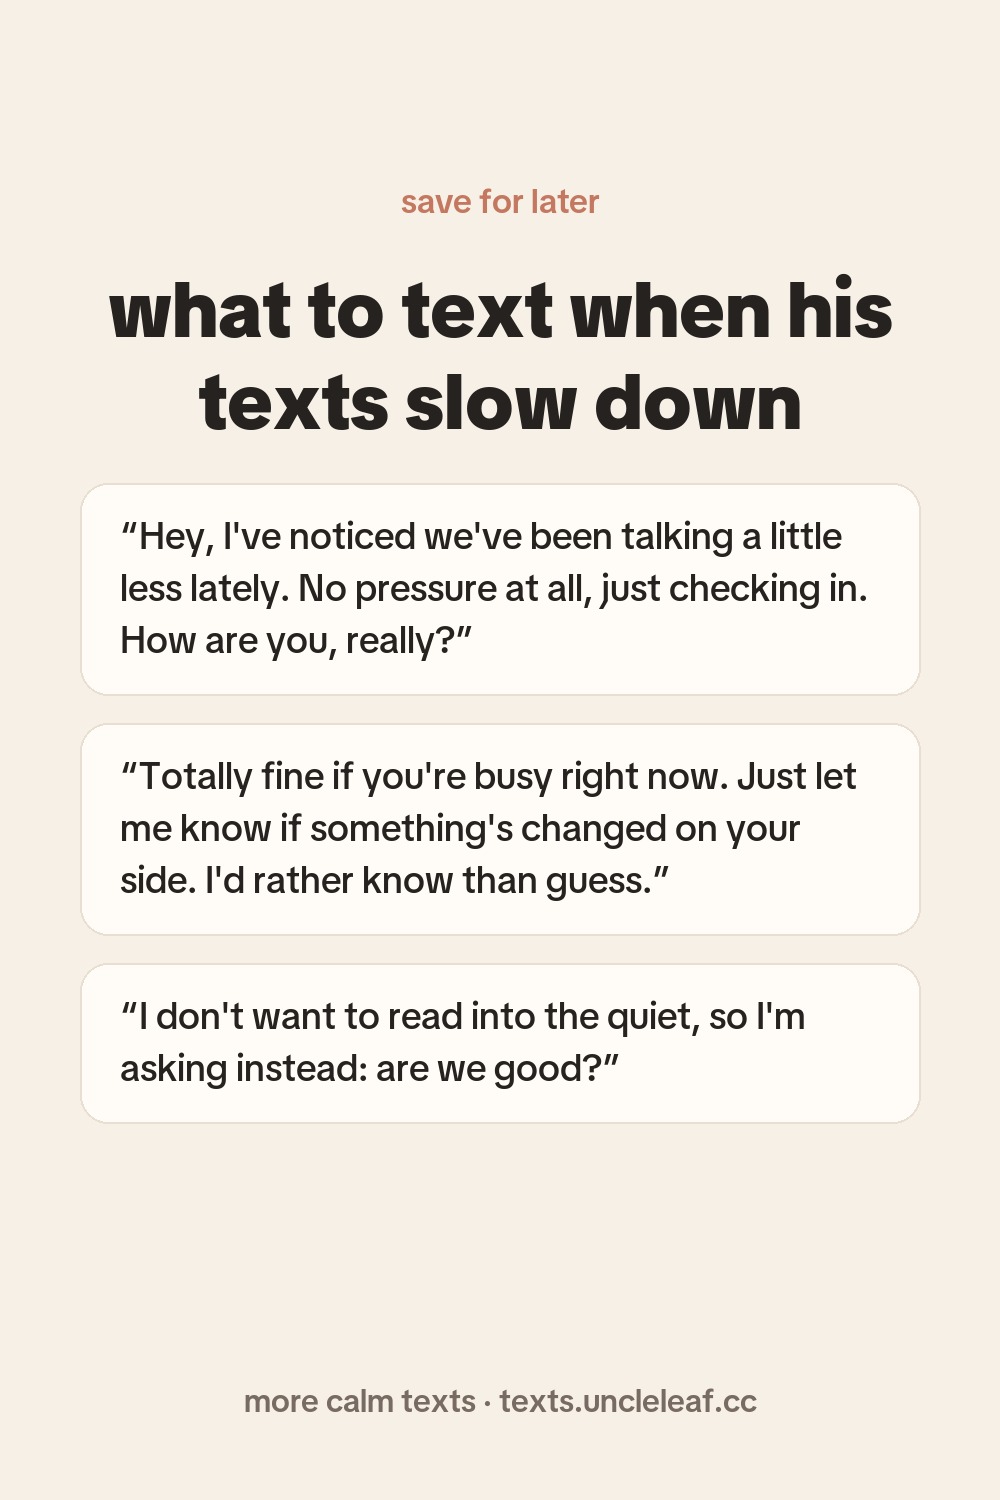 save for later
what to text when his
texts slow down
“Hey, I've noticed we've been talking a little
less lately. No pressure at all, just checking in.
How are you, really?”
“Totally fine if you're busy right now. Just let
me know if something's changed on your
side. I'd rather know than guess.”
“I don't want to read into the quiet, so I'm
asking instead: are we good?”
more calm texts · texts.uncleleaf.cc